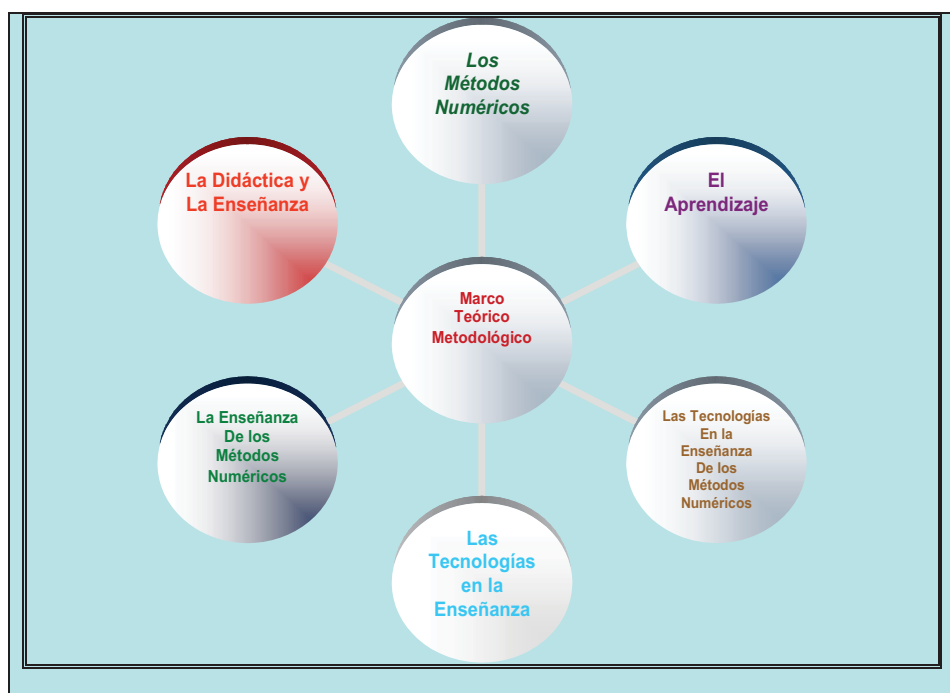 Los
Métodos
Numéricos
La Didáctica y
La Enseñanza
El
Aprendizaje
Marco
Teórico
Metodológico
La Enseñanza
De los
Métodos
Numéricos
Las Tecnologías
En la
Enseñanza
De los
Métodos
Numéricos
Las
Tecnologías
en la
Enseñanza